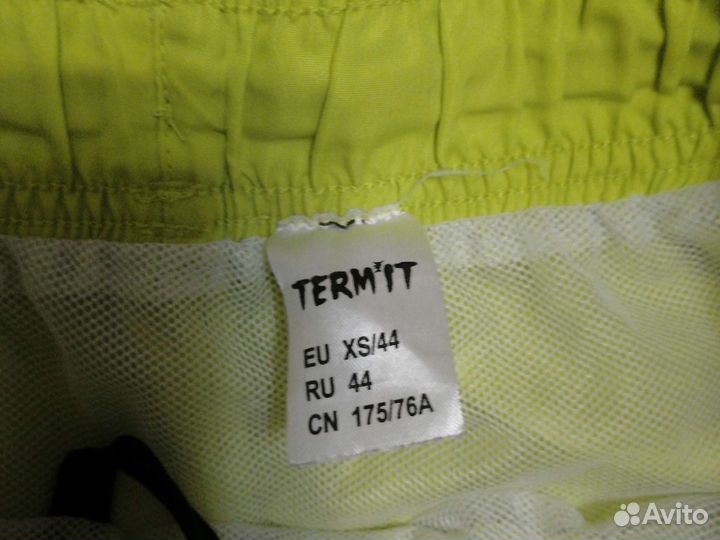 TERM'IT
EU XS/44
RU 44
CN 175/76A
Avito